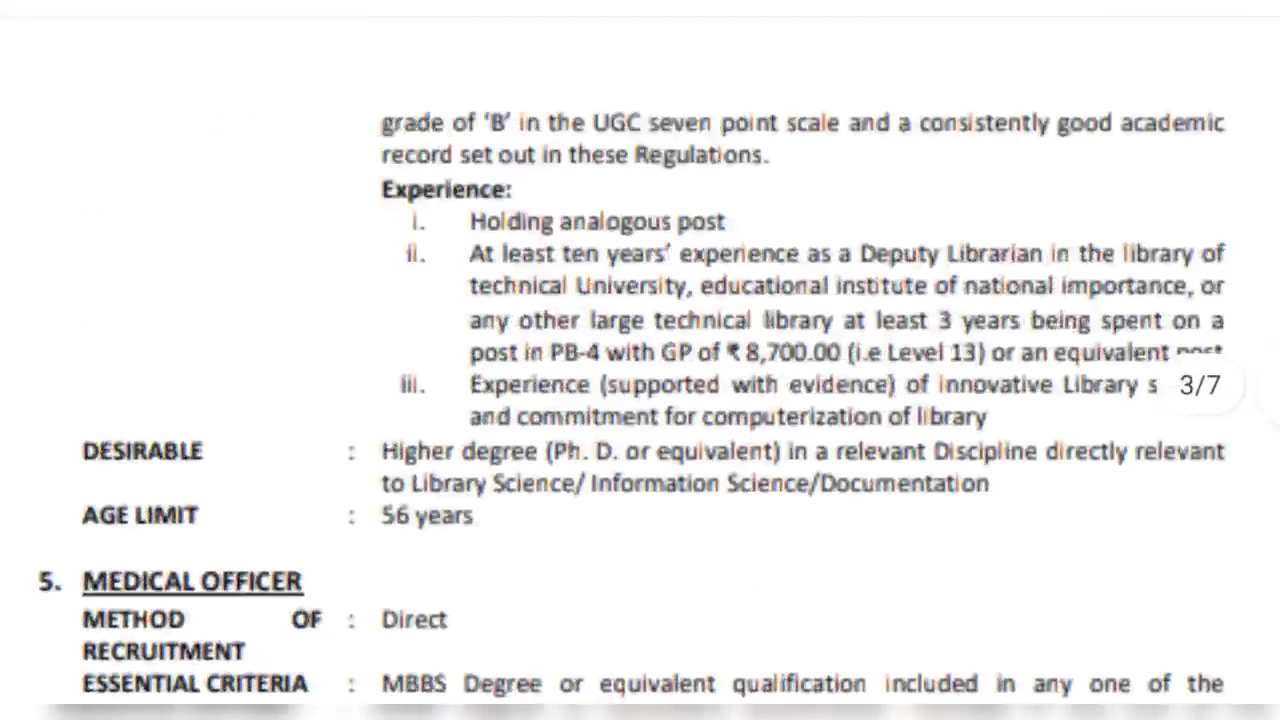 grade of ‘B’ in the UGC seven point scale and a consistently good academic
record set out in these Regulations.
Experience:
i. Holding analogous post
ii. At least ten years’ experience as a Deputy Librarian in the library of
technical University, educational institute of national importance, or
any other large technical library at least 3 years being spent on a
post in PB-4 with GP of ₹ 8,700.00 (i.e Level 13) or an equivalent post
iii. Experience (supported with evidence) of innovative Library s
3/7
and commitment for computerization of library
DESIRABLE : Higher degree (Ph. D. or equivalent) in a relevant Discipline directly relevant
to Library Science/ Information Science/Documentation
AGE LIMIT : 56 years
5. MEDICAL OFFICER
METHOD OF : Direct
RECRUITMENT
ESSENTIAL CRITERIA : MBBS Degree or equivalent qualification included in any one of the